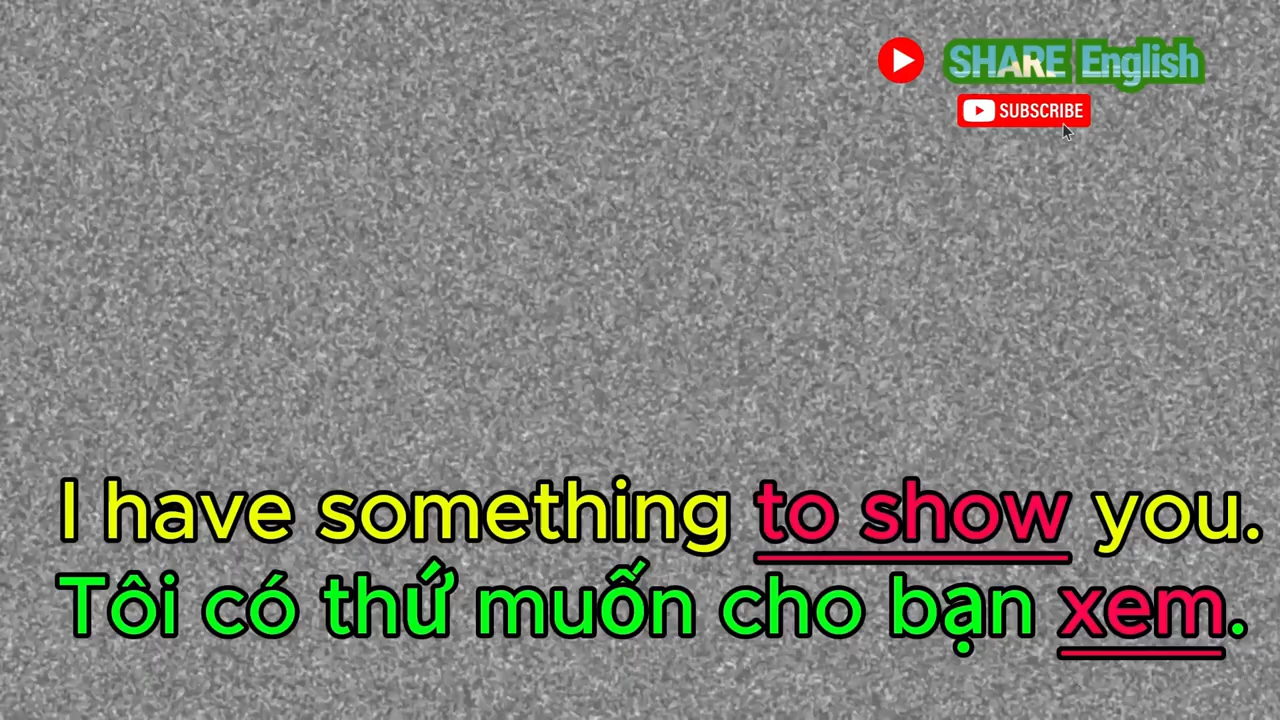 SHARE English
SUBSCRIBE
I have something to show you.
Tôi có thứ muốn cho bạn xem.